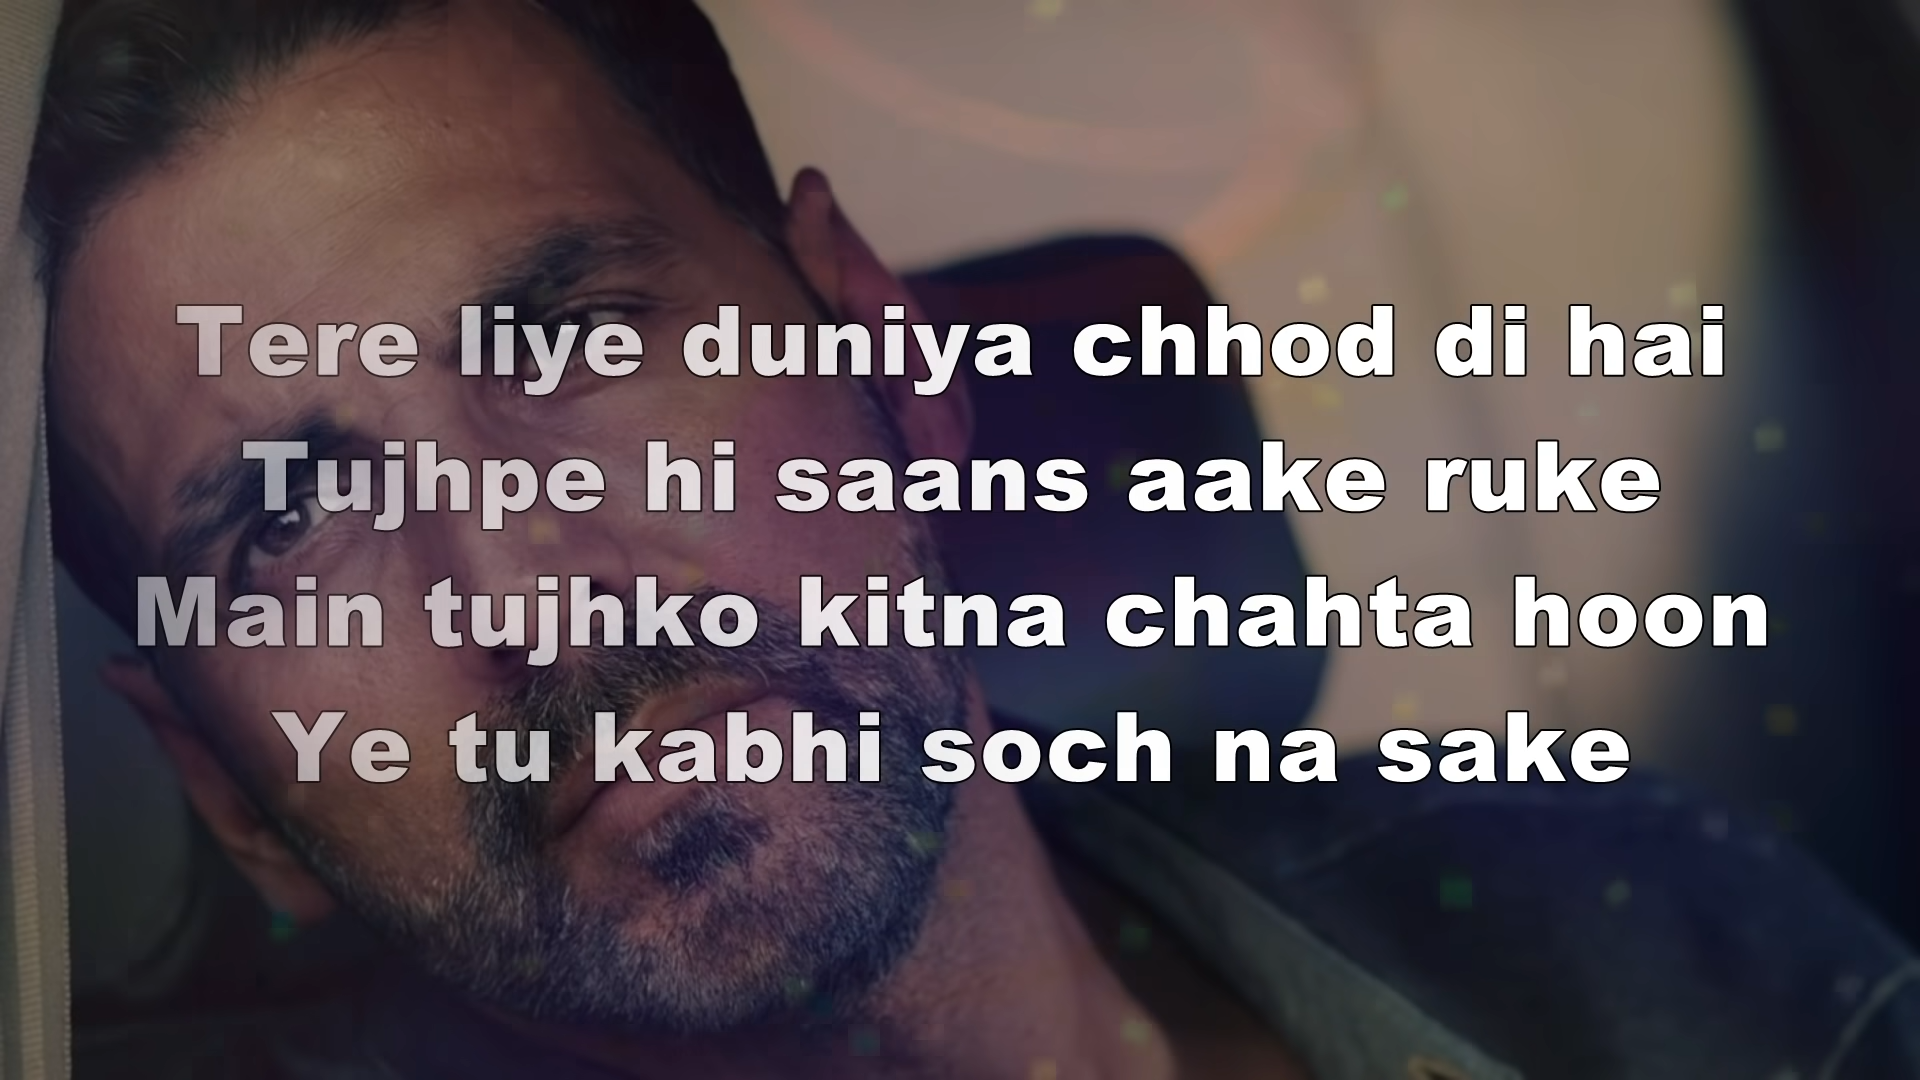 Tere liye duniya chhod di hai
Tujhpe hi saans aake ruke
Main tujhko kitna chahta hoon
Ye tu kabhi soch na sake